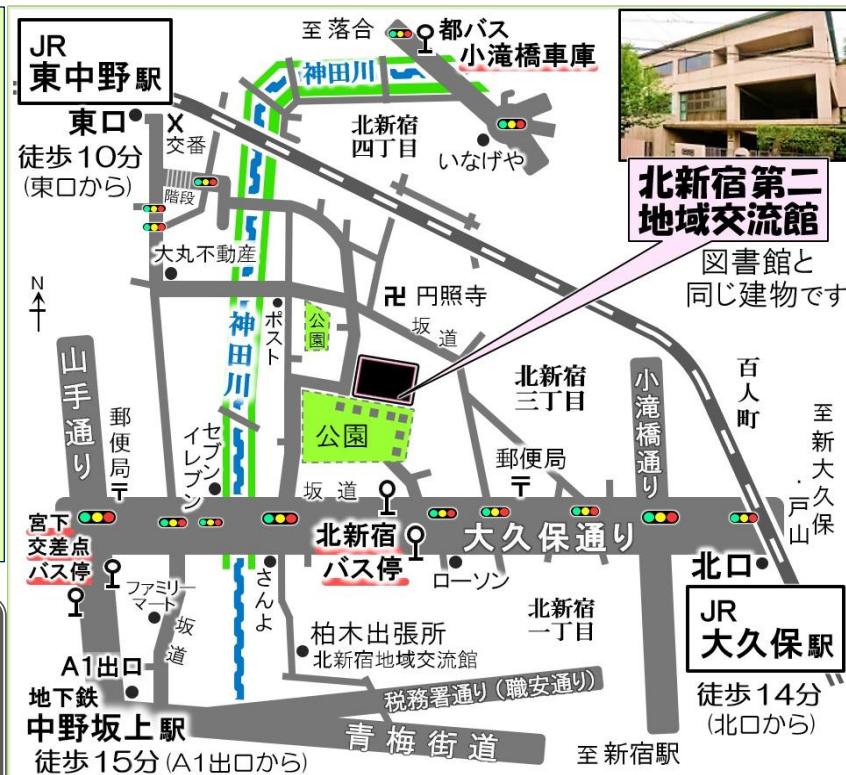 JR
東中野駅
東口
徒歩10分
(東口から)
交番
階段
大丸不動産
至 落合
都バス
小滝橋車庫
神田川
北新宿
四丁目
いなげや
北新宿第二
地域交流館
図書館と
同じ建物です
N
卍 円照寺
坂道
公園
ポスト
神田川
山手通り
郵便局
〒
セブン
イレブン
公園
坂道
北新宿
三丁目
郵便局
〒
小滝橋通り
百人町
至 新大久保
・戸山
宮下
交差点
バス停
北新宿
バス停
大久保通り
北口
ファミリー
マート
坂道
さんよ
ローソン
北新宿
一丁目
JR
大久保駅
徒歩14分
(北口から)
柏木出張所
北新宿地域交流館
A1出口
地下鉄
中野坂上駅
徒歩15分(A1出口から)
税務署通り(職安通り)
青梅街道
至 新宿駅